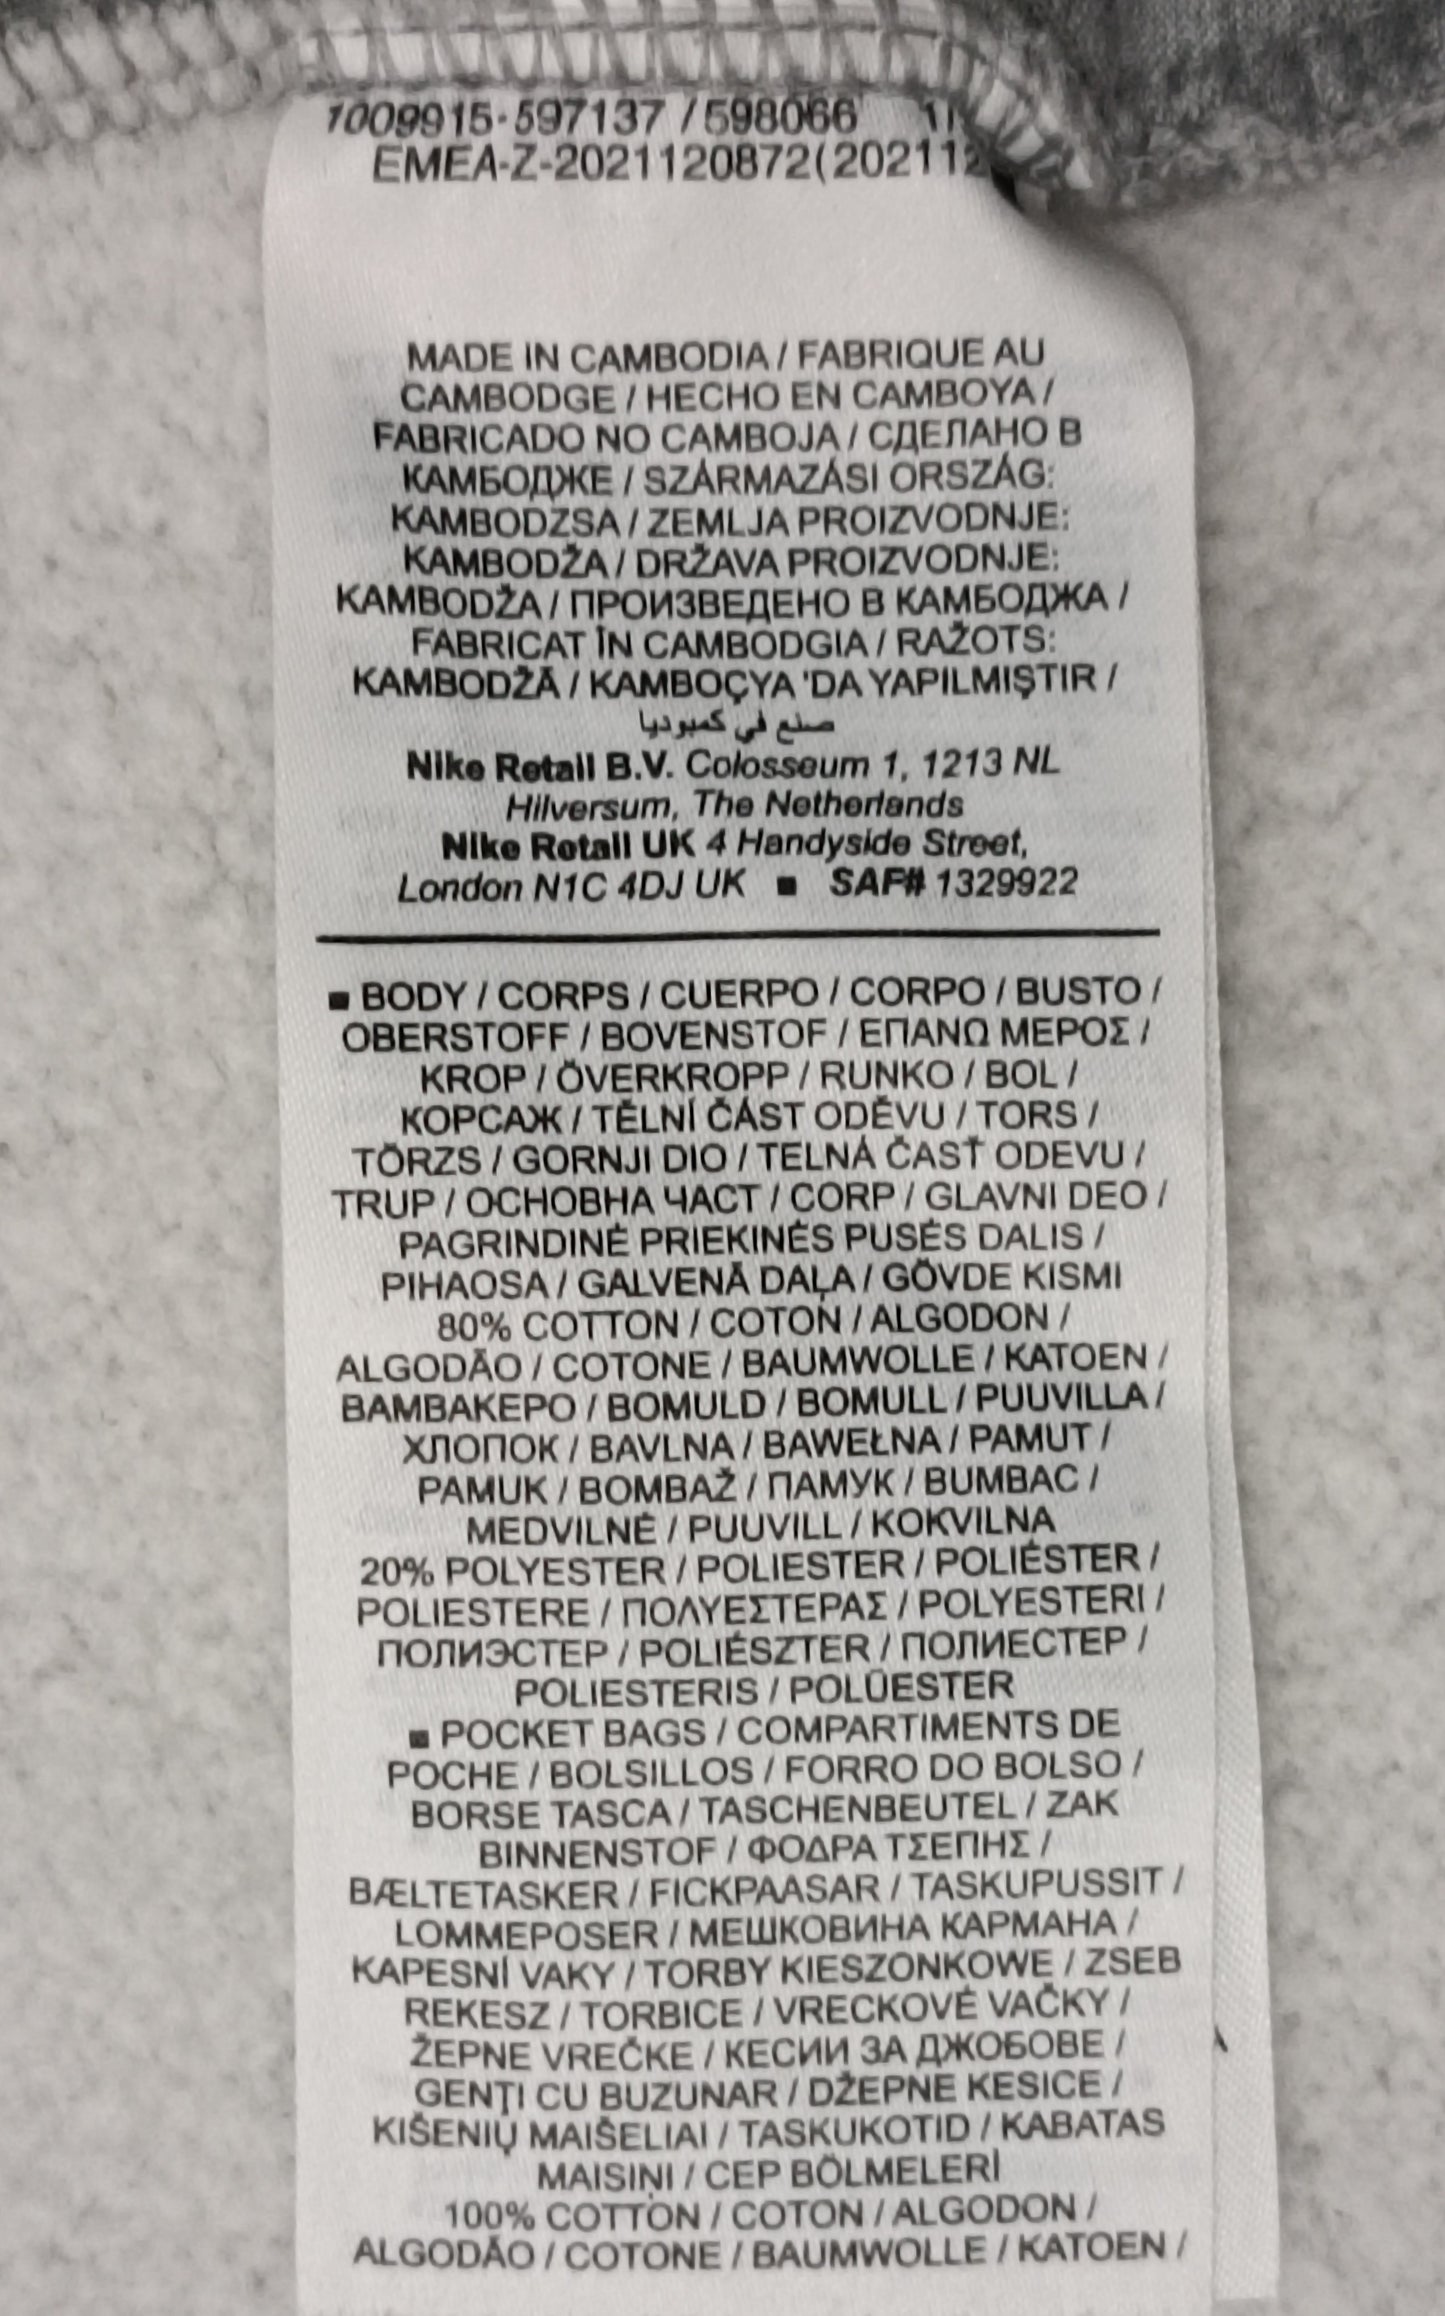 1009915-597137 / 598066
EMEA-Z-2021120872(202112
MADE IN CAMBODIA / FABRIQUE AU
CAMBODGE / HECHO EN CAMBOYA /
FABRICADO NO CAMBOJA / СДЕЛАНО В
КАМБОДЖЕ / SZÁRMAZÁSI ORSZÁG:
KAMBODZSA / ZEMLJA PROIZVODNJE:
KAMBODŽA / DRŽAVA PROIZVODNJE:
KAMBODŽA / ПРОИЗВЕДЕНО В КАМБОДЖА /
FABRICAT ÎN CAMBODGIA / RAŽOTS:
KAMBODŽĀ / KAMBOÇYA 'DA YAPILMIŞTIR /
صنع في كمبوديا
Nike Retail B.V. Colosseum 1, 1213 NL
Hilversum, The Netherlands
Nike Retail UK 4 Handyside Street,
London N1C 4DJ UK ■ SAF# 1329922
■ BODY / CORPS / CUERPO / CORPO / BUSTO /
OBERSTOFF / BOVENSTOF / ΕΠΑΝΩ ΜΕΡΟΣ /
KROP / ÖVERKROPP / RUNKO / BOL /
КОРСАЖ / TĚLNÍ ČÁST ODĚVU / TORS /
TÖRZS / GORNJI DIO / TELNÁ ČASŤ ODEVU /
TRUP / ОСНОВНА ЧАСТ / CORP / GLAVNI DEO /
PAGRINDINĖ PRIEKINĖS PUSĖS DALIS /
PIHAOSA / GALVENĀ DAĻA / GÖVDE KISMI
80% COTTON / COTON / ALGODON /
ALGODÃO / COTONE / BAUMWOLLE / KATOEN /
ΒΑΜΒΑΚΕΡΟ / BOMULD / BOMULL / PUUVILLA /
ХЛОПОК / BAVLNA / BAWEŁNA / PAMUT /
PAMUK / BOMBAŽ / ПАМУК / BUMBAC /
MEDVILNĖ / PUUVILL / KOKVILNA
20% POLYESTER / POLIESTER / POLIÉSTER /
POLIESTERE / ΠΟΛΥΕΣΤΕΡΑΣ / POLYESTERI /
ПОЛИЭСТЕР / POLIÉSZTER / ПОЛИЕСТЕР /
POLIESTERIS / POLÜESTER
■ POCKET BAGS / COMPARTIMENTS DE
POCHE / BOLSILLOS / FORRO DO BOLSO /
BORSE TASCA / TASCHENBEUTEL / ZAK
BINNENSTOF / ΦΟΔΡΑ ΤΣΕΠΗΣ /
BÆLTETASKER / FICKPAASAR / TASKUPUSSIT /
LOMMEPOSER / МЕШКОВИНА КАРМАНА /
KAPESNÍ VAKY / TORBY KIESZONKOWE / ZSEB
REKESZ / TORBICE / VRECKOVÉ VAČKY /
ŽEPNE VREČKE / КЕСИИ ЗА ДЖОБОВЕ /
GENŢI CU BUZUNAR / DŽEPNE KESICE /
KIŠENIŲ MAIŠELIAI / TASKUKOTID / KABATAS
MAISIŅI / CEP BÖLMELERİ
100% COTTON / COTON / ALGODON /
ALGODÃO / COTONE / BAUMWOLLE / KATOEN /